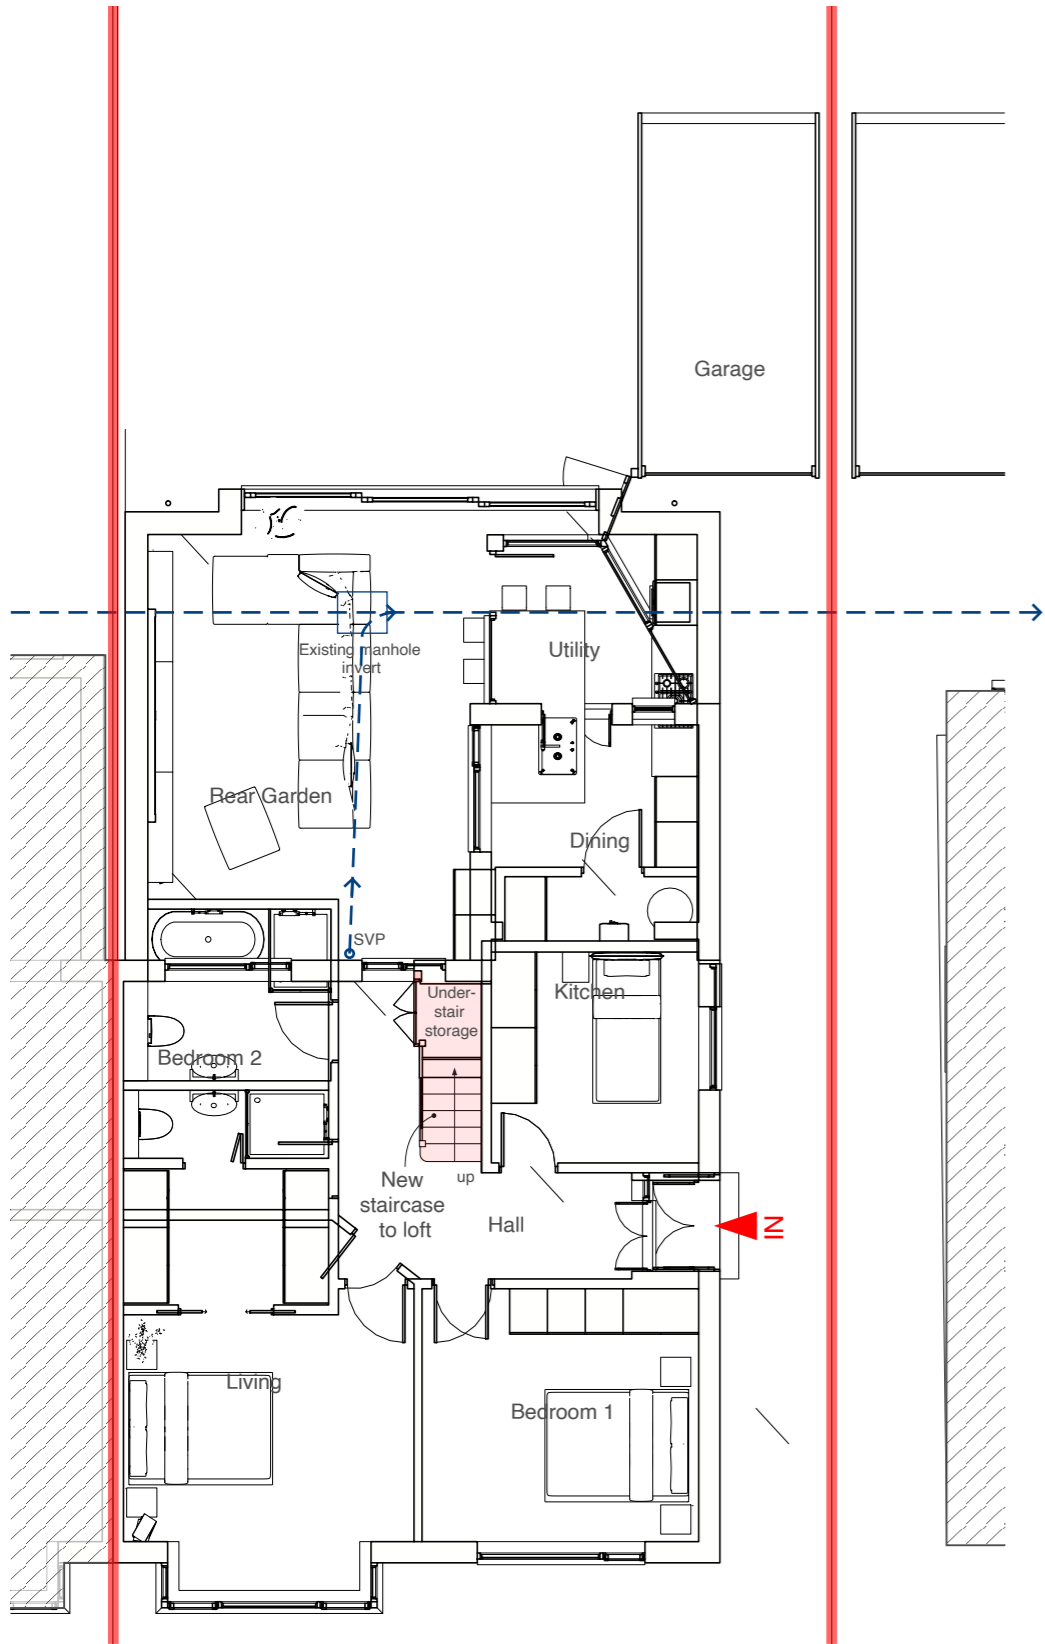 Garage
Existing manhole
invert
Utility
Rear Garden
Dining
SVP
Under-
stair
storage
Kitchen
Bedroom 2
up
New
staircase
to loft
Hall
IN
Living
Bedroom 1